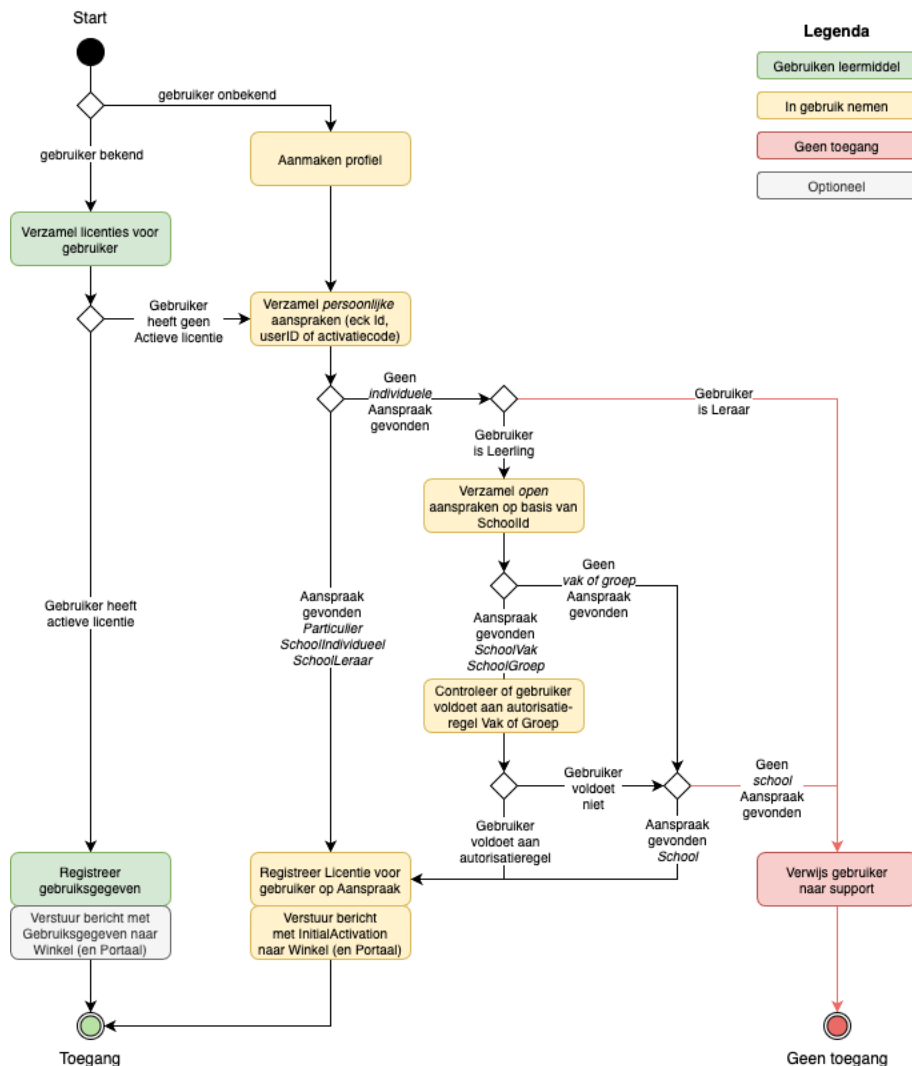 Start
Legenda
Gebruiken leermiddel
In gebruik nemen
Geen toegang
Optioneel
gebruiker onbekend
gebruiker bekend
Aanmaken profiel
Verzamel licenties voor
gebruiker
Gebruiker
heeft geen
Actieve licentie
Verzamel persoonlijke
aanspraken (eck Id,
userID of activatiecode)
Geen
individuele
Aanspraak
gevonden
Gebruiker
is Leraar
Gebruiker
is Leerling
Verzamel open
aanspraken op basis van
SchoolId
Geen
vak of groep
Aanspraak
gevonden
Gebruiker heeft
actieve licentie
Aanspraak
gevonden
Particulier
SchoolIndividueel
SchoolLeraar
Aanspraak
gevonden
SchoolVak
SchoolGroep
Controleer of gebruiker
voldoet aan autorisatie-
regel Vak of Groep
Gebruiker
voldoet
niet
Geen
school
Aanspraak
gevonden
Gebruiker
voldoet aan
autorisatieregel
Aanspraak
gevonden
School
Registreer
gebruiksgegeven
Verstuur bericht met
Gebruiksgegeven naar
Winkel (en Portaal)
Registreer Licentie voor
gebruiker op Aanspraak
Verstuur bericht
met InitialActivation
naar Winkel (en Portaal)
Verwijs gebruiker
naar support
Toegang
Geen toegang